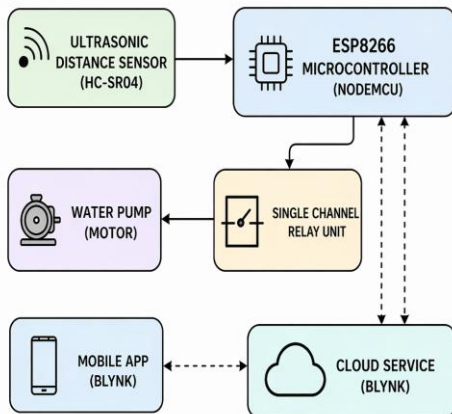 ULTRASONIC
DISTANCE SENSOR
(HC-SR04)
ESP8266
MICROCONTROLLER
(NODEMCU)
WATER PUMP
(MOTOR)
SINGLE CHANNEL
RELAY UNIT
MOBILE APP
(BLYNK)
CLOUD SERVICE
(BLYNK)